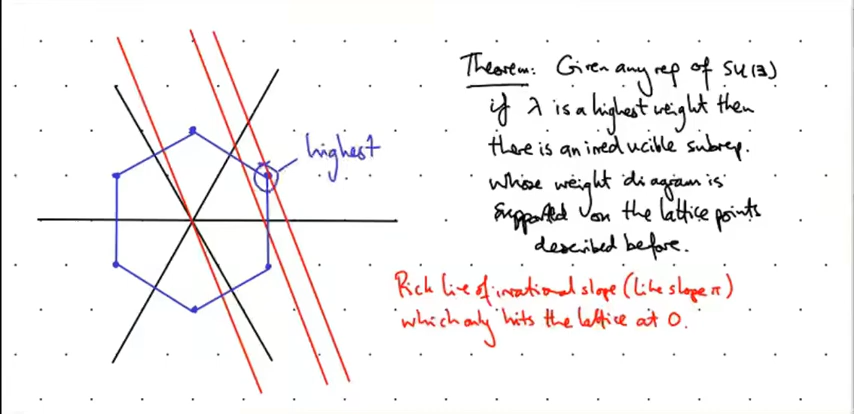 Theorem: Given any rep of SU(3)
if λ is a highest weight then
there is an irreducible subrep.
whose weight diagram is
supported on the lattice points
described before.
highest
Pick line of irrational slope (like slope π)
which only hits the lattice at 0.